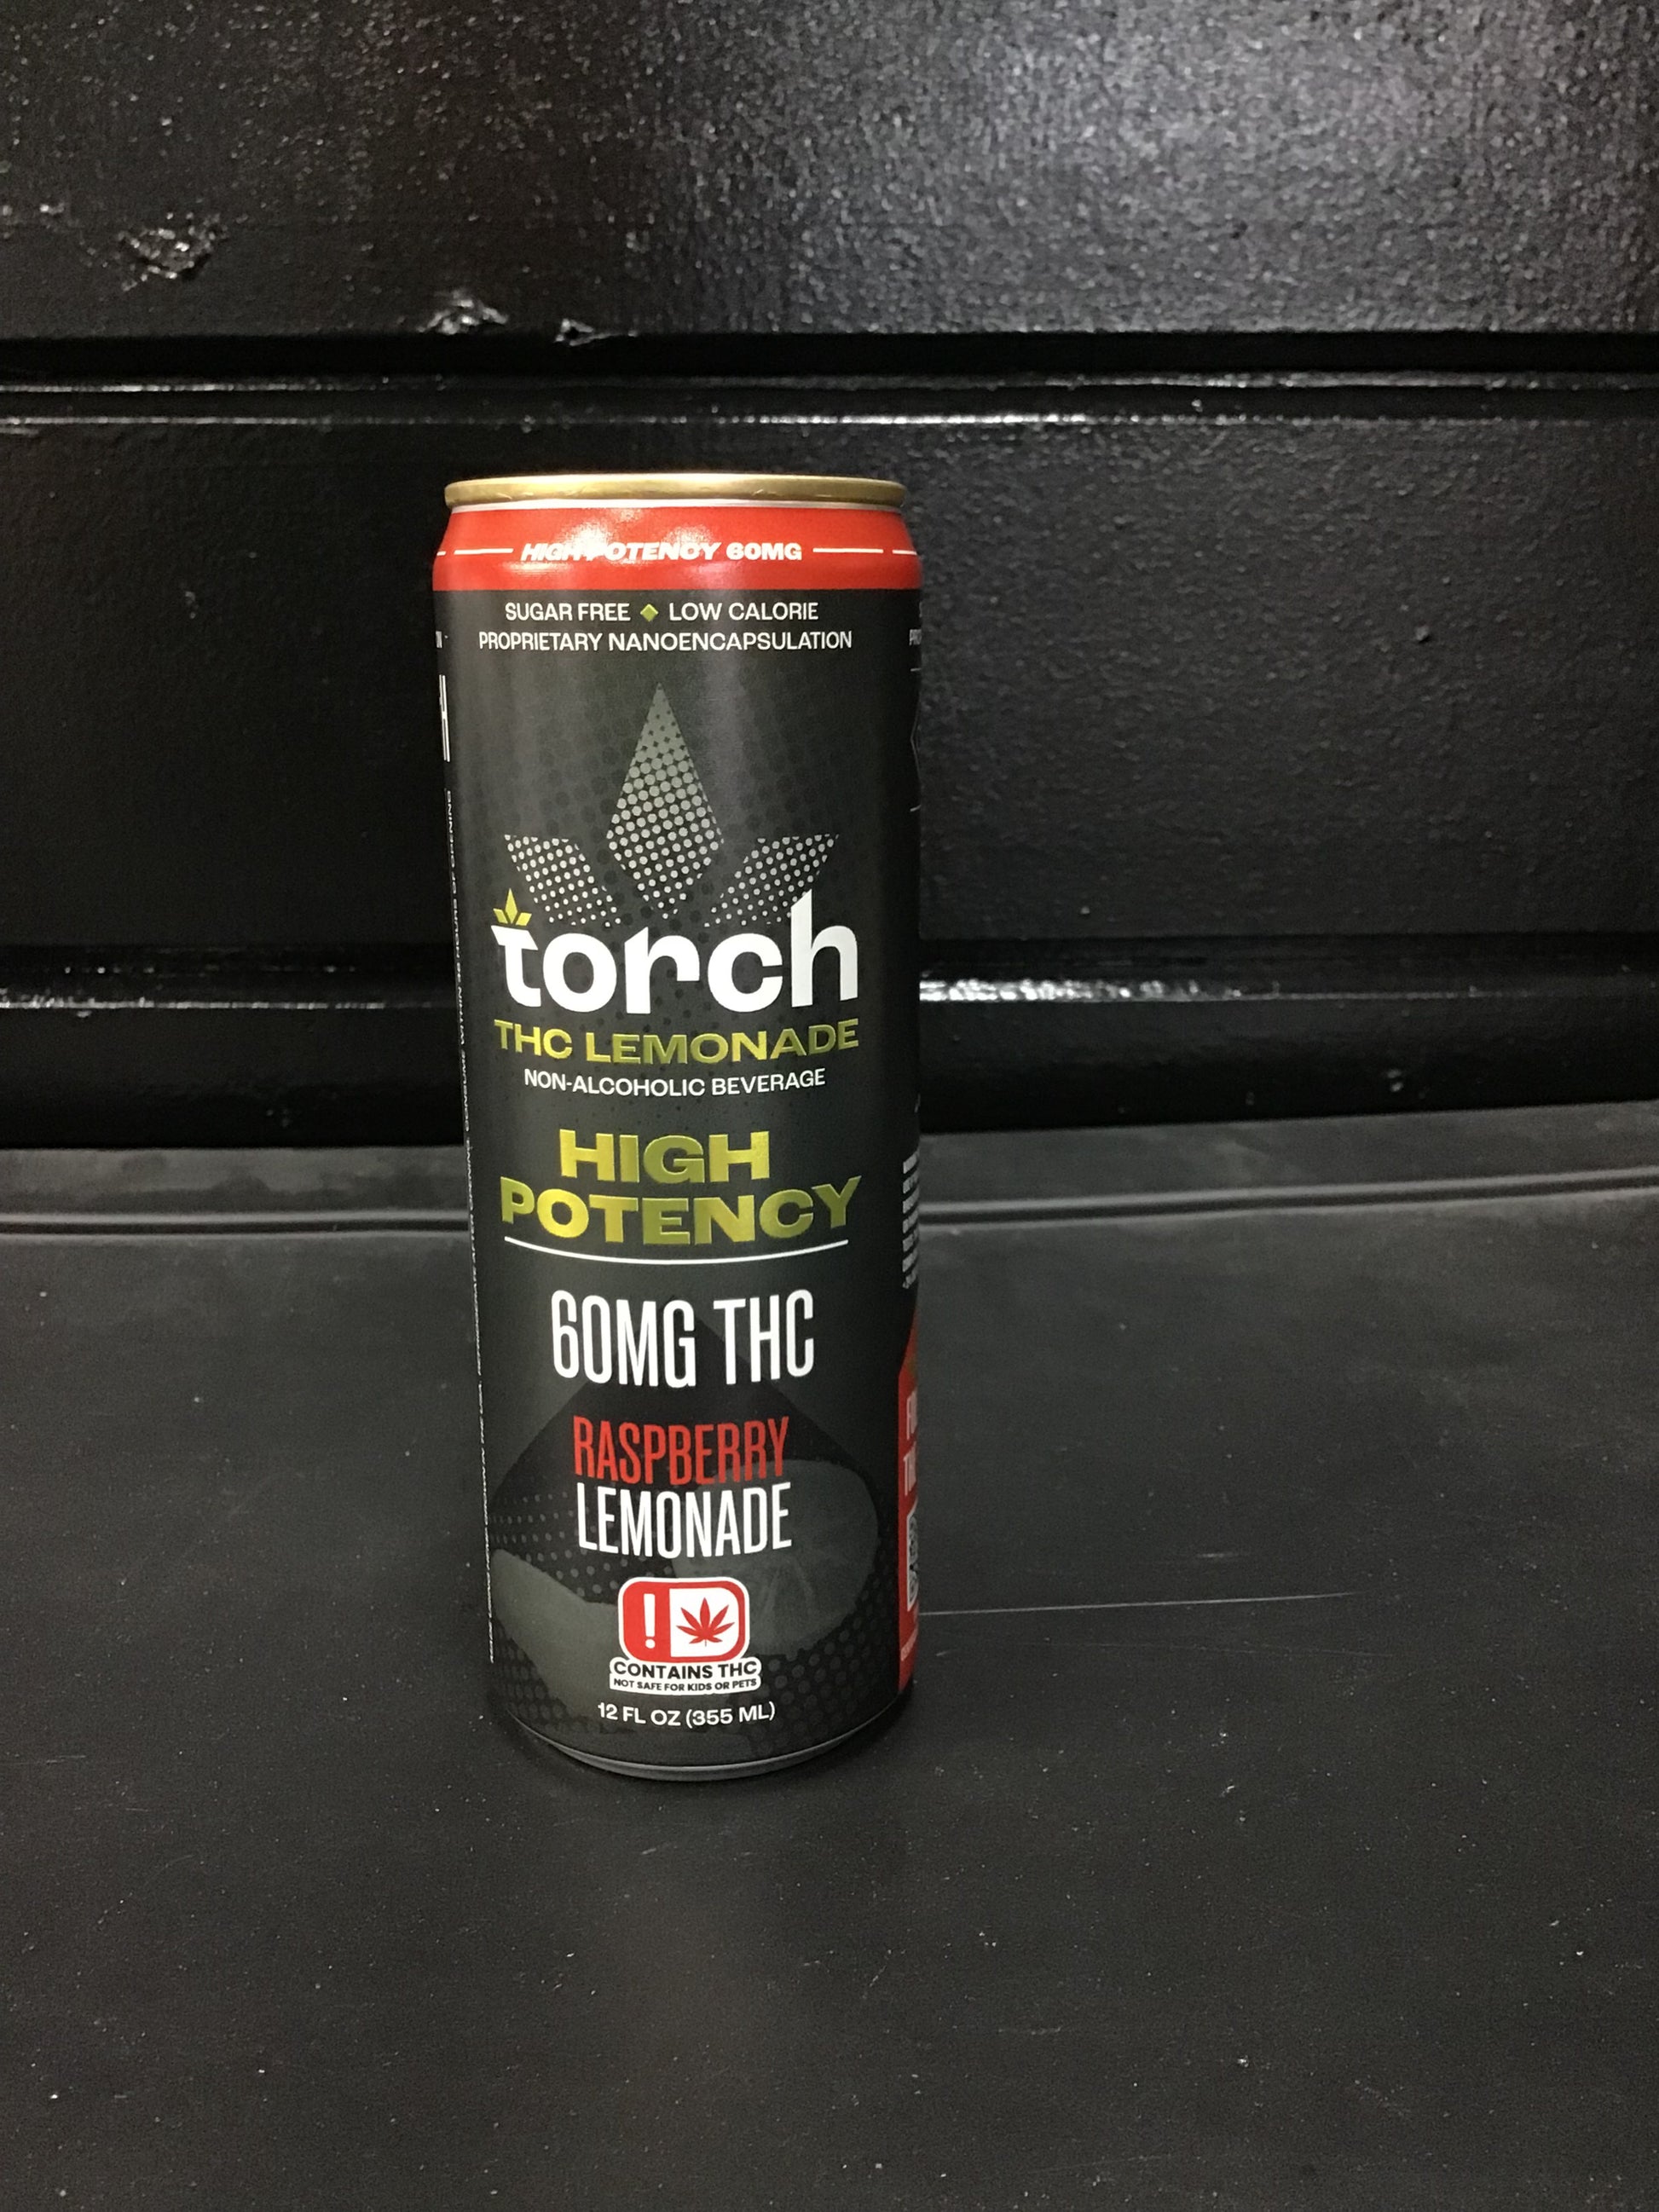 HIGH POTENCY 60MG
SUGAR FREE LOW CALORIE
PROPRIETARY NANOENCAPSULATION
torch
THC LEMONADE
NON-ALCOHOLIC BEVERAGE
HIGH
POTENCY
60MG THC
RASPBERRY
LEMONADE
!
CONTAINS THC
NOT SAFE FOR KIDS OR PETS
12 FL OZ (355 ML)